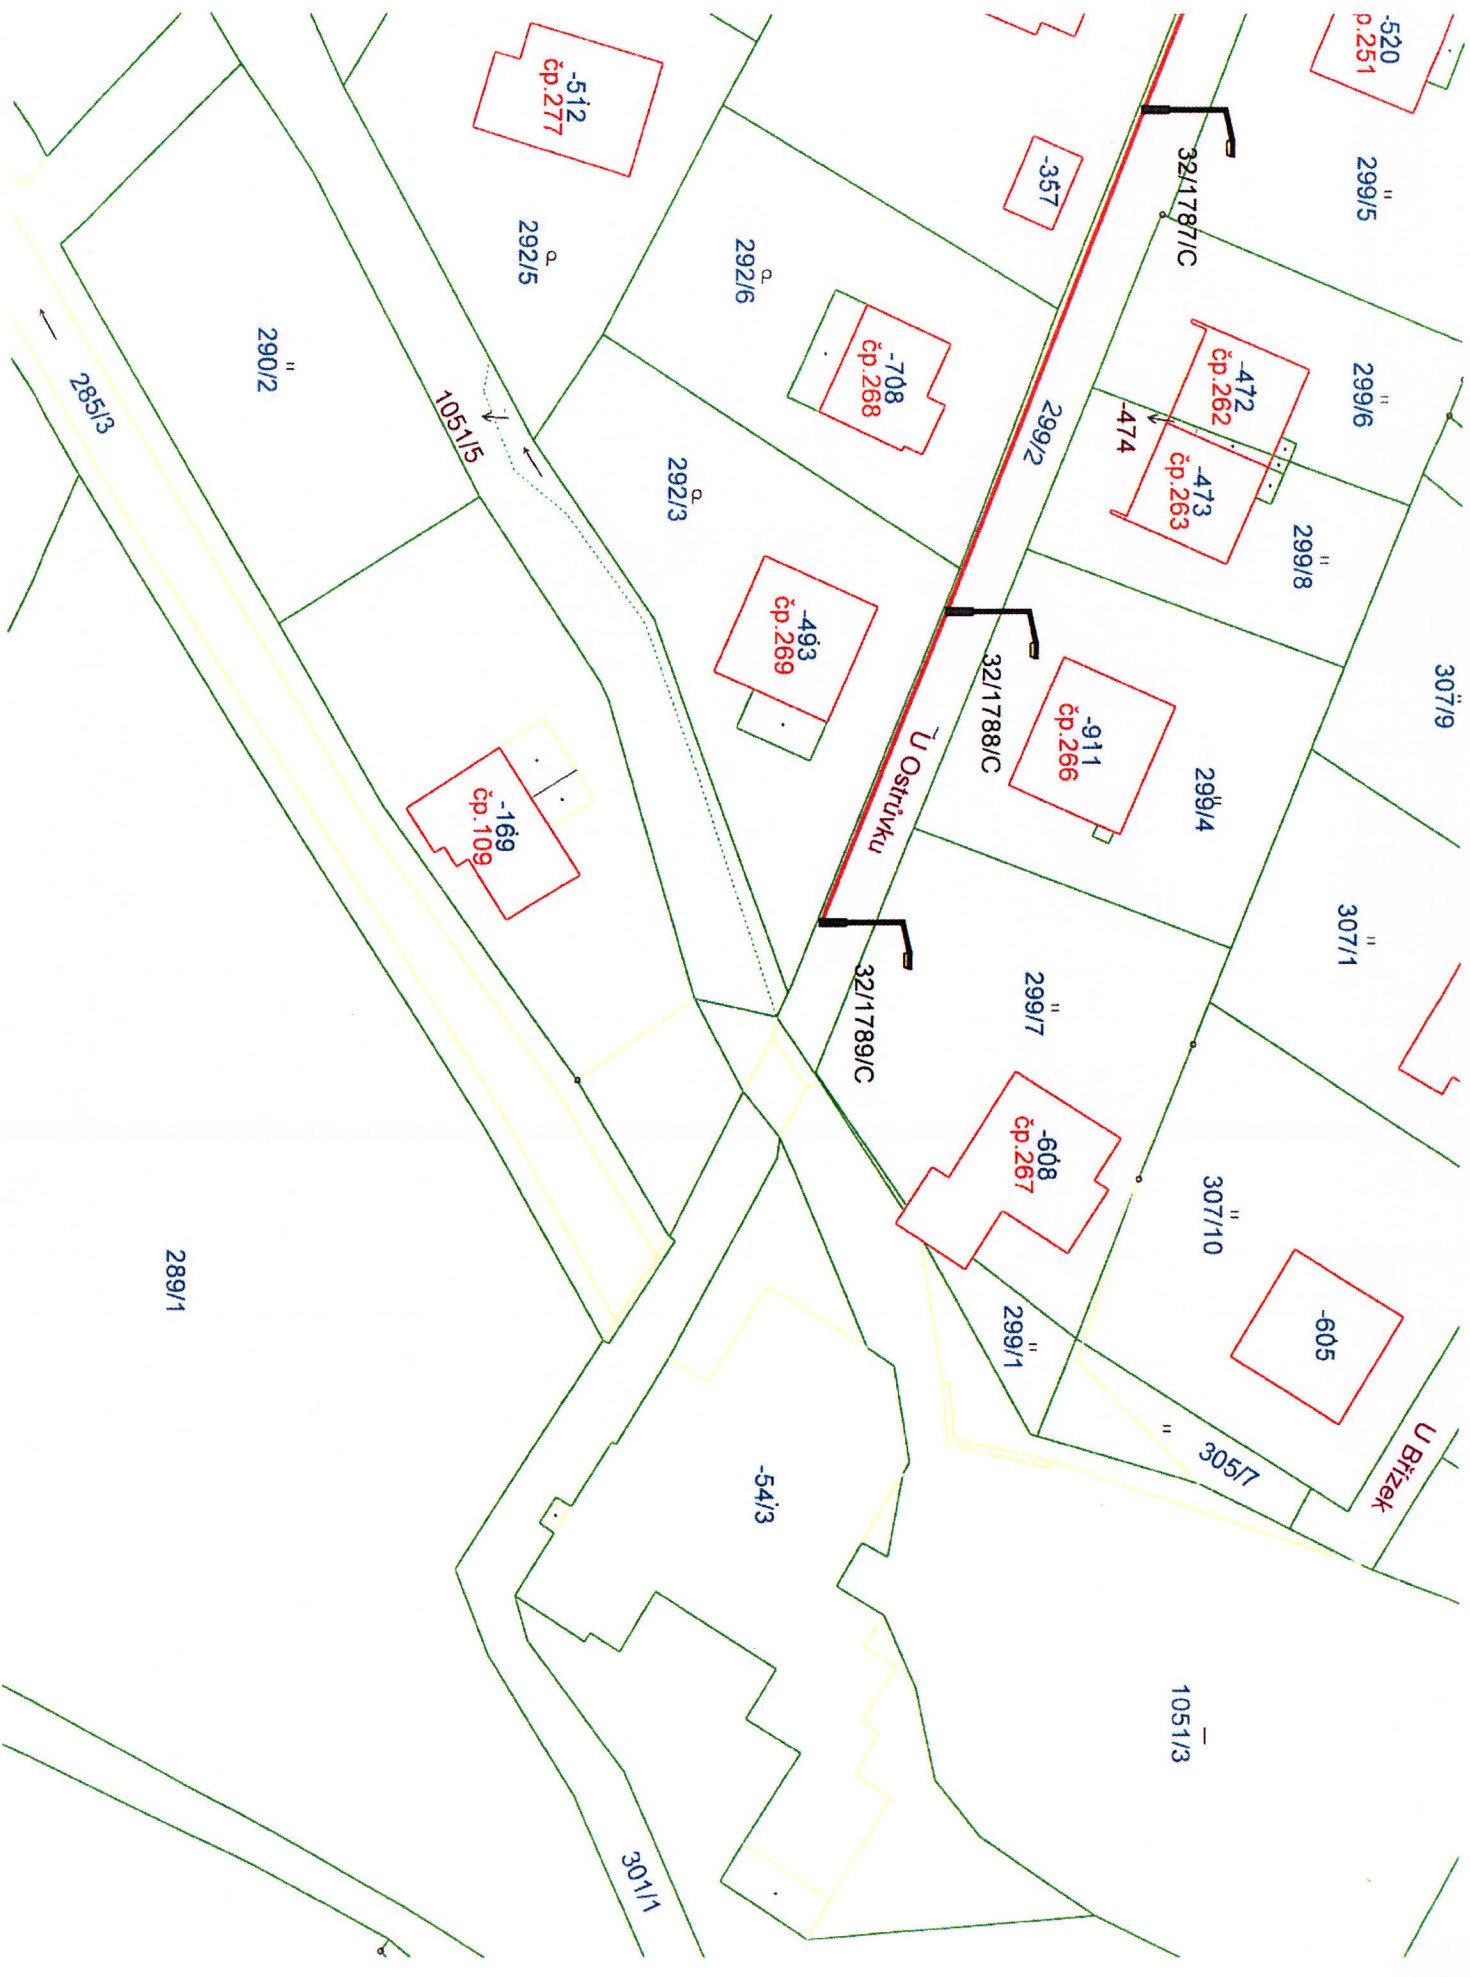 307/9
U Břízek
-520
p.251
299/5
299/6
307/1
-605
299/8
-472
čp.262
305/7
307/10
299/4
-473
čp.263
32/1787/C
1051/3
-474
-911
čp.266
-357
-608
čp.267
299/2
299/7
299/1
32/1788/C
U Ostrůvku
-708
čp.268
32/1789/C
-493
čp.269
-54/3
292/6
292/3
301/1
-512
čp.277
292/5
-169
čp.109
1051/5
290/2
289/1
285/3